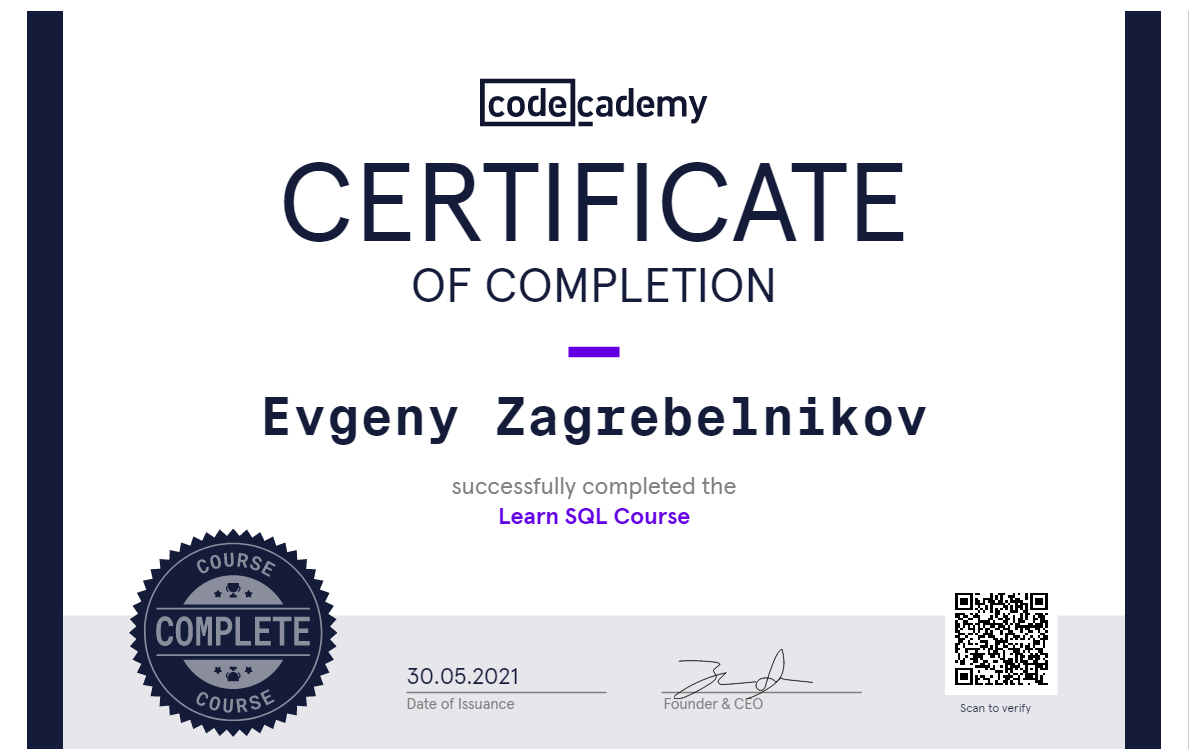 codecademy
CERTIFICATE
OF COMPLETION
Evgeny Zagrebelnikov
successfully completed the
Learn SQL Course
COURSE
COMPLETE
COURSE
30.05.2021
Date of Issuance
Founder & CEO
Scan to verify